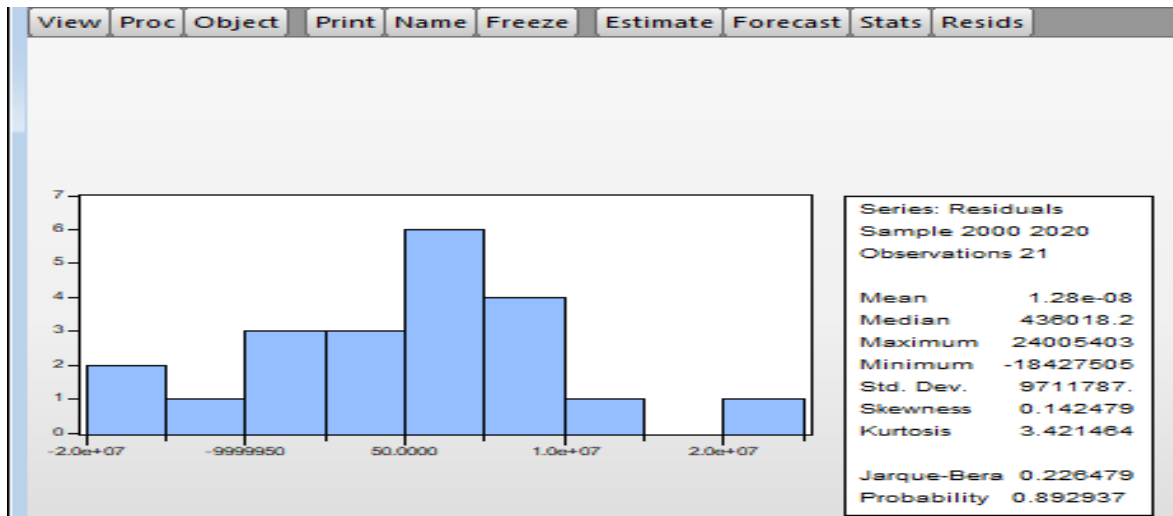 View Proc Object Print Name Freeze Estimate Forecast Stats Resids
7
6
5
4
3
2
1
0
-2.0e+07 -9999950 50.0000 1.0e+07 2.0e+07
Series: Residuals
Sample 2000 2020
Observations 21
Mean 1.28e-08
Median 436018.2
Maximum 24005403
Minimum -18427505
Std. Dev. 9711787.
Skewness 0.142479
Kurtosis 3.421464
Jarque-Bera 0.226479
Probability 0.892937